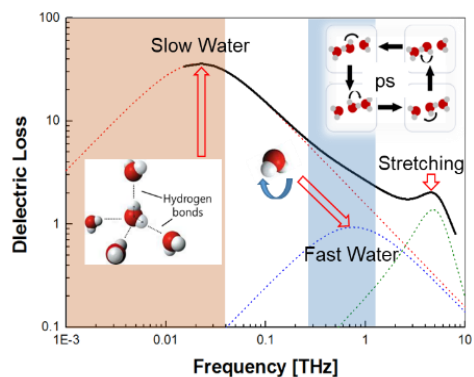 100
10
1
0.1
Dielectric Loss
Slow Water
ps
Stretching
Hydrogen
bonds
Fast Water
1E-3
0.01
0.1
1
10
Frequency [THz]